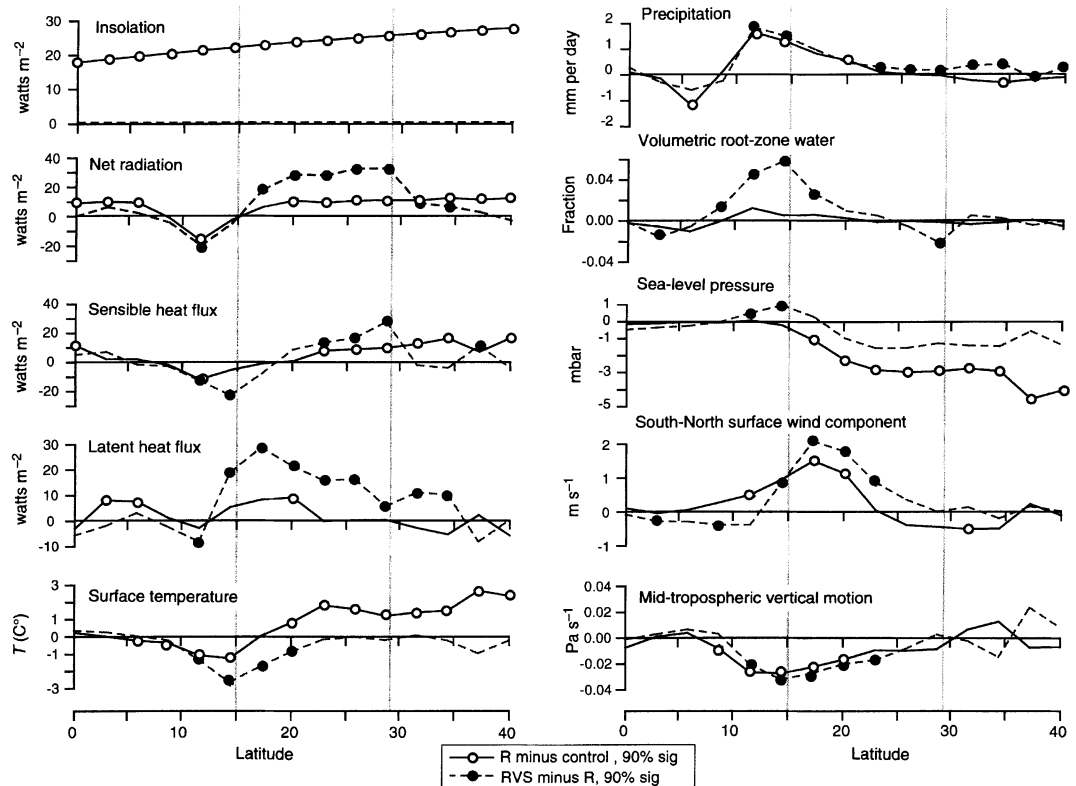 Insolation
watts m⁻²
30
20
10
0
Net radiation
watts m⁻²
40
20
0
-20
Sensible heat flux
watts m⁻²
40
20
0
-20
Latent heat flux
watts m⁻²
30
20
10
0
-10
Surface temperature
T (C°)
3
1
0
-1
-3
0 10 20 30 40
Latitude
Precipitation
mm per day
2
1
0
-1
-2
Volumetric root-zone water
Fraction
0.04
0.00
-0.04
Sea-level pressure
mbar
1
0
-1
-3
-5
South-North surface wind component
m s⁻¹
2
1
0
-1
Mid-tropospheric vertical motion
Pa s⁻¹
0.04
0.02
0.00
-0.02
-0.04
0 10 20 30 40
Latitude
R minus control , 90% sig
RVS minus R, 90% sig